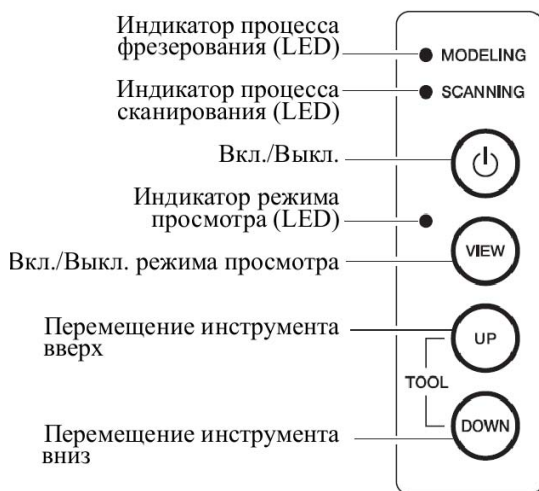 Индикатор процесса
фрезерования (LED)
MODELING
Индикатор процесса
сканирования (LED)
SCANNING
Вкл./Выкл.
Индикатор режима
просмотра (LED)
VIEW
Вкл./Выкл. режима просмотра
Перемещение инструмента
вверх
UP
TOOL
DOWN
Перемещение инструмента
вниз